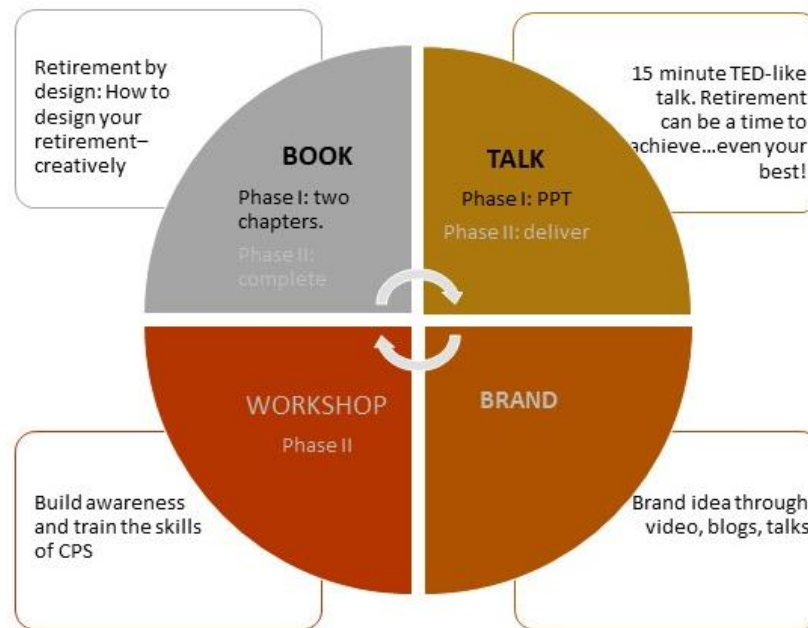 Retirement by
design: How to
design your
retirement–
creatively
BOOK
Phase I: two
chapters.
Phase II:
complete
TALK
Phase I: PPT
Phase II: deliver
15 minute TED-like
talk. Retirement
can be a time to
achieve...even your
best!
WORKSHOP
Phase II
BRAND
Build awareness
and train the skills
of CPS
Brand idea through
video, blogs, talks